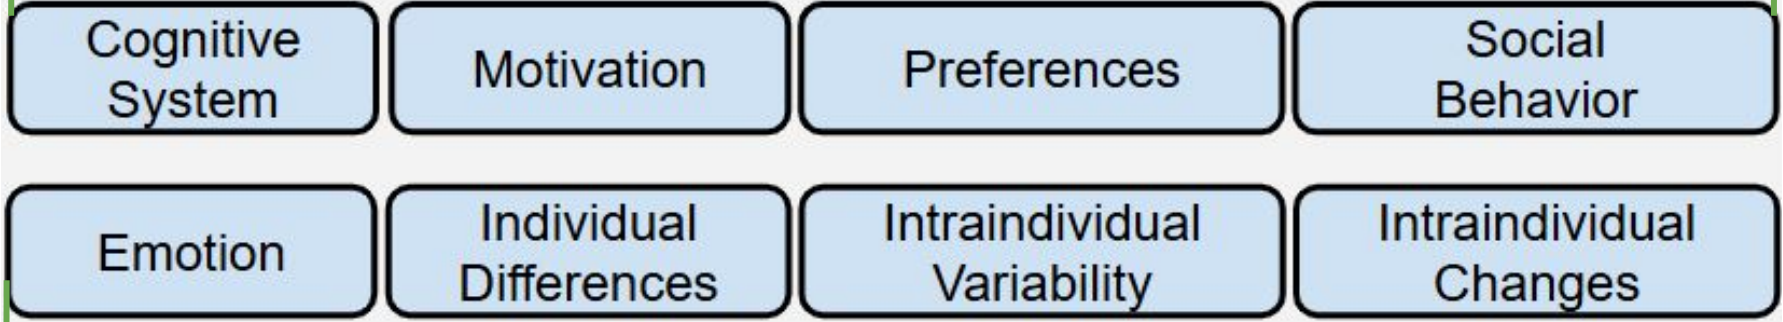 Cognitive
System
Motivation
Preferences
Social
Behavior
Emotion
Individual
Differences
Intraindividual
Variability
Intraindividual
Changes